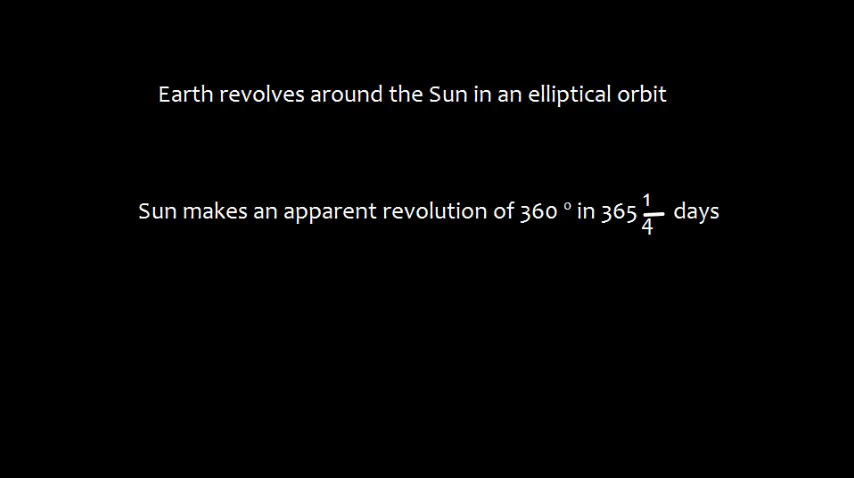 Earth revolves around the Sun in an elliptical orbit
Sun makes an apparent revolution of 360 º in 365 1/4 days